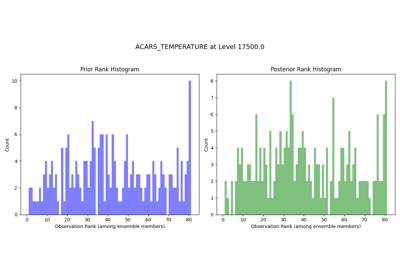 ACARS_TEMPERATURE at Level 17500.0
Prior Rank Histogram
Posterior Rank Histogram
10
8
6
4
2
0
Count
0 10 20 30 40 50 60 70 80
Observation Rank (among ensemble members)
8
7
6
5
4
3
2
1
0
Count
0 10 20 30 40 50 60 70 80
Observation Rank (among ensemble members)